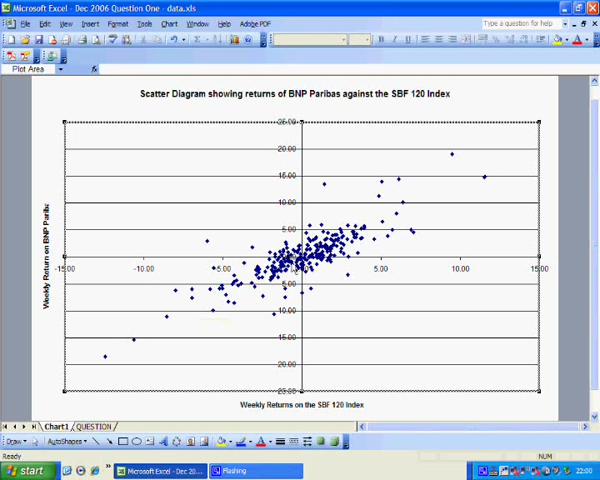 Microsoft Excel - Dec 2006 Question One - data.xls
File Edit View Insert Format Tools Chart Window Help Adobe PDF
Type a question for help
Plot Area
fx
Scatter Diagram showing returns of BNP Paribas against the SBF 120 Index
25.00
20.00
15.00
10.00
5.00
-15.00 -10.00 -5.00 5.00 10.00 15.00
-5.00
-10.00
15.00
20.00
25.00
Weekly Return on BNP Paribas
Weekly Returns on the SBF 120 Index
Chart1 QUESTION
Draw AutoShapes
Ready
NUM
start
Microsoft Excel - Dec 20...
Flashing
22:00